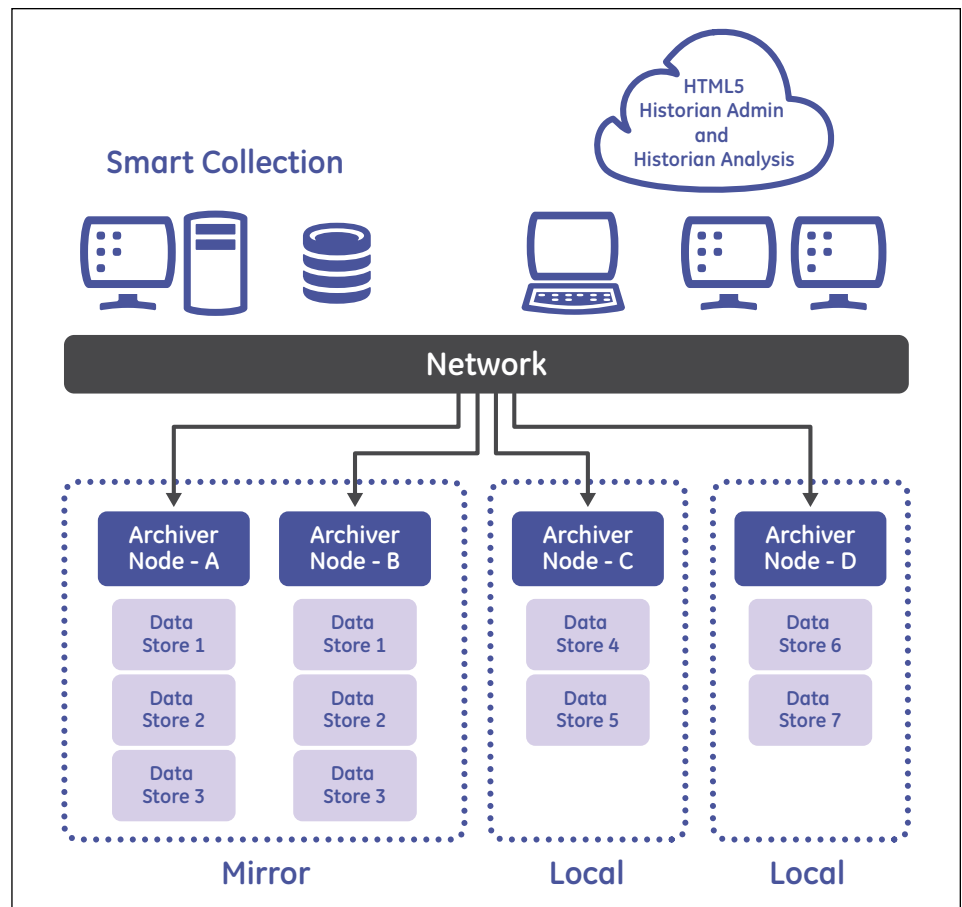 HTML5
Historian Admin
and
Historian Analysis
Smart Collection
Network
Archiver
Node - A
Archiver
Node - B
Archiver
Node - C
Archiver
Node - D
Data
Store 1
Data
Store 1
Data
Store 4
Data
Store 6
Data
Store 2
Data
Store 2
Data
Store 5
Data
Store 7
Data
Store 3
Data
Store 3
Mirror
Local
Local